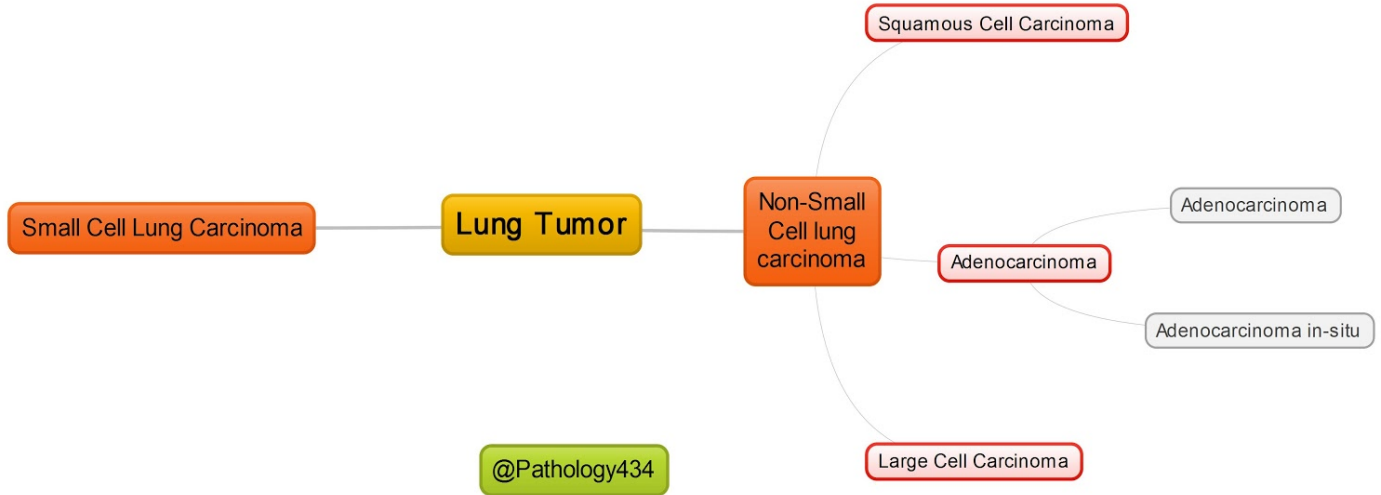 Squamous Cell Carcinoma
Small Cell Lung Carcinoma
Lung Tumor
Non-Small
Cell lung
carcinoma
Adenocarcinoma
Adenocarcinoma
Adenocarcinoma in-situ
Large Cell Carcinoma
@Pathology434